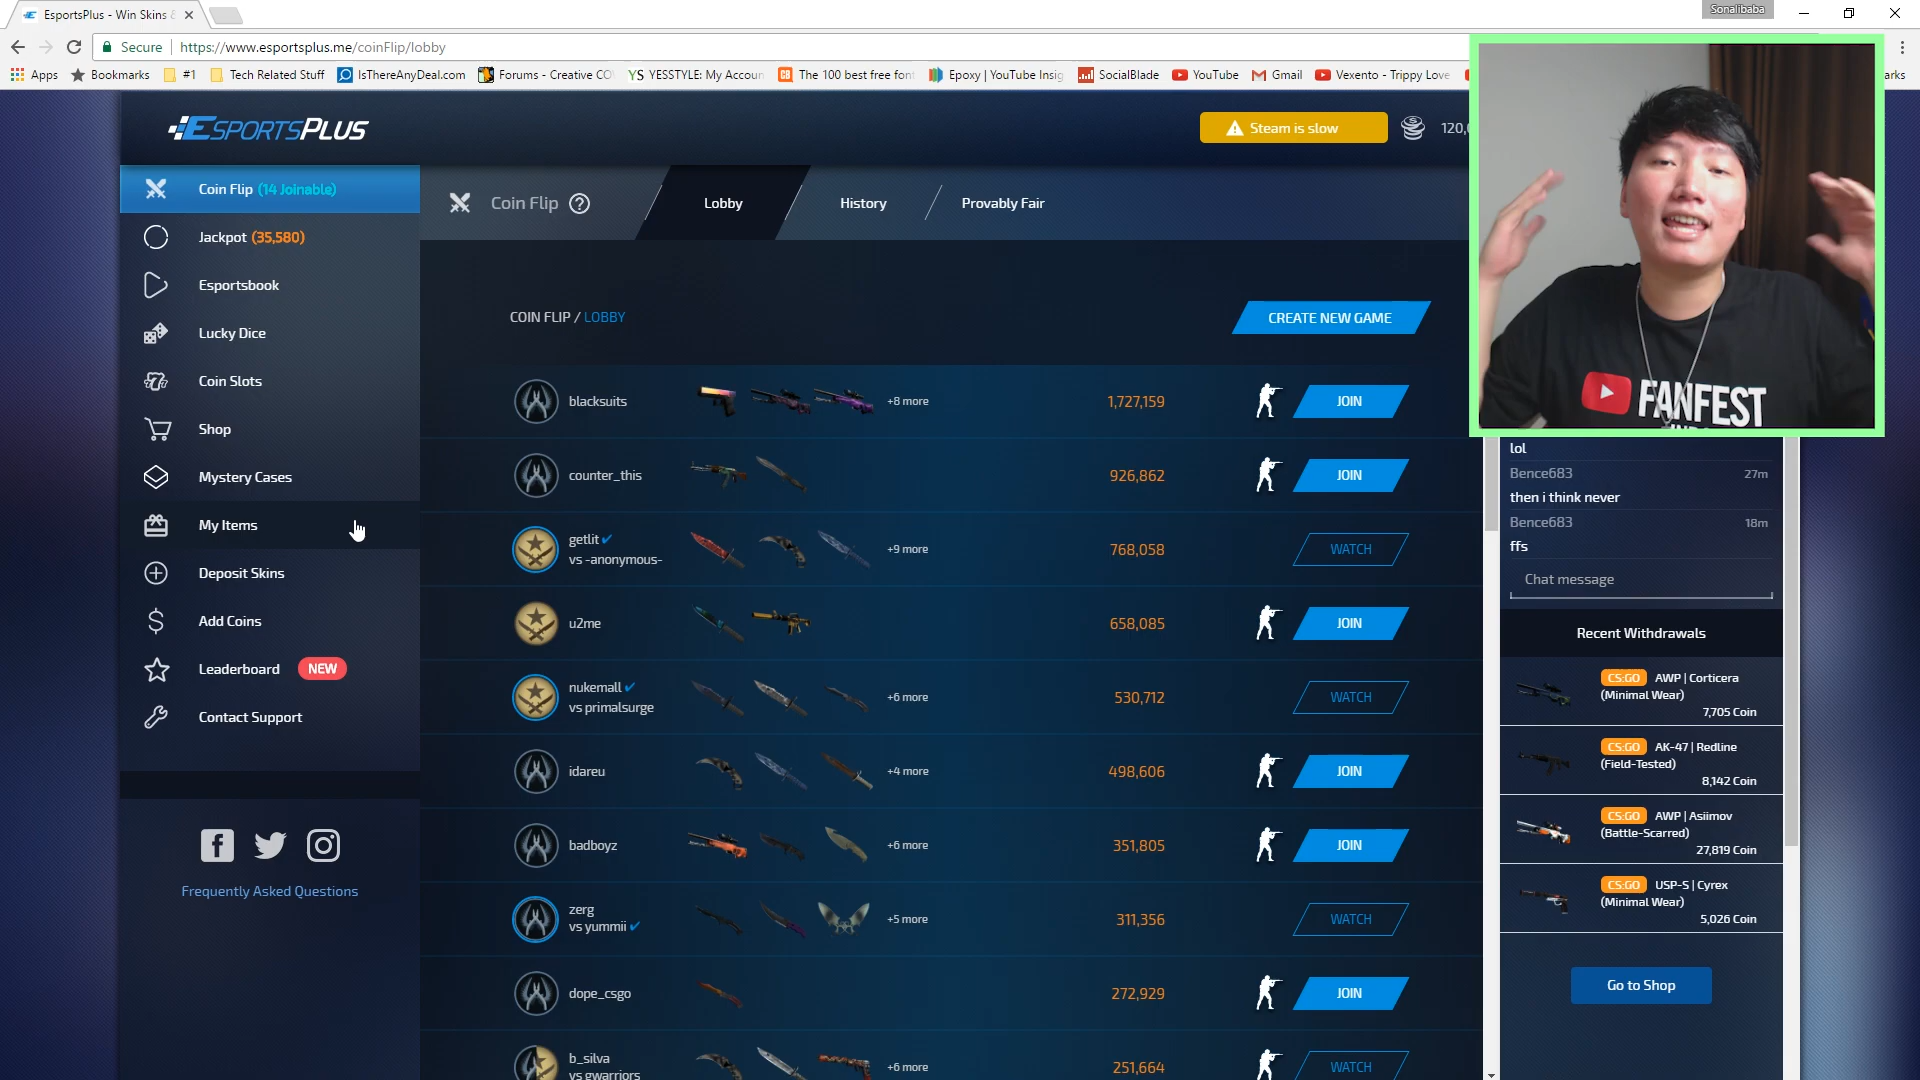 EsportsPlus - Win Skins &
Sonalibaba
Secure
https://www.esportsplus.me/coinFlip/lobby
Apps
Bookmarks
#1
Tech Related Stuff
IsThereAnyDeal.com
Forums - Creative CO
YESSTYLE: My Accoun
The 100 best free font
Epoxy | YouTube Insig
SocialBlade
YouTube
Gmail
Vexento - Trippy Love
arks
ESPORTSPLUS
Steam is slow
120,
Coin Flip (14 Joinable)
Jackpot (35,580)
Esportsbook
Lucky Dice
Coin Slots
Shop
Mystery Cases
My Items
Deposit Skins
Add Coins
Leaderboard NEW
Contact Support
Frequently Asked Questions
Coin Flip ?
Lobby
History
Provably Fair
COIN FLIP / LOBBY
CREATE NEW GAME
blacksuits +8 more 1,727,159 JOIN
counter_this 926,862 JOIN
getlit
vs -anonymous- +9 more 768,058 WATCH
u2me 658,085 JOIN
nukemall
vs primalsurge +6 more 530,712 WATCH
idareu +4 more 498,606 JOIN
badboyz +6 more 351,805 JOIN
zerg
vs yummii +5 more 311,356 WATCH
dope_csgo 272,929 JOIN
b_silva
vs gwarriors +6 more 251,664 WATCH
FANFEST
lol
Bence683 27m
then i think never
Bence683 18m
ffs
Chat message
Recent Withdrawals
CS:GO AWP | Corticera
(Minimal Wear)
7,705 Coin
CS:GO AK-47 | Redline
(Field-Tested)
8,142 Coin
CS:GO AWP | Asiimov
(Battle-Scarred)
27,819 Coin
CS:GO USP-S | Cyrex
(Minimal Wear)
5,026 Coin
Go to Shop